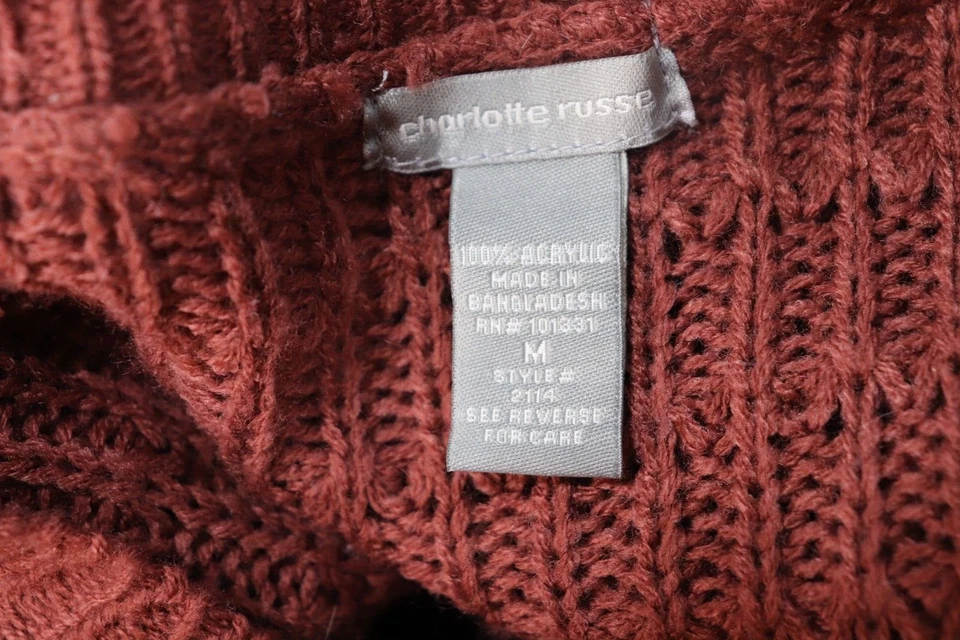 charlotte russe
100% ACRYLIC
MADE IN
BANGLADESH
RN# 101331
M
STYLE #
2114
SEE REVERSE
FOR CARE